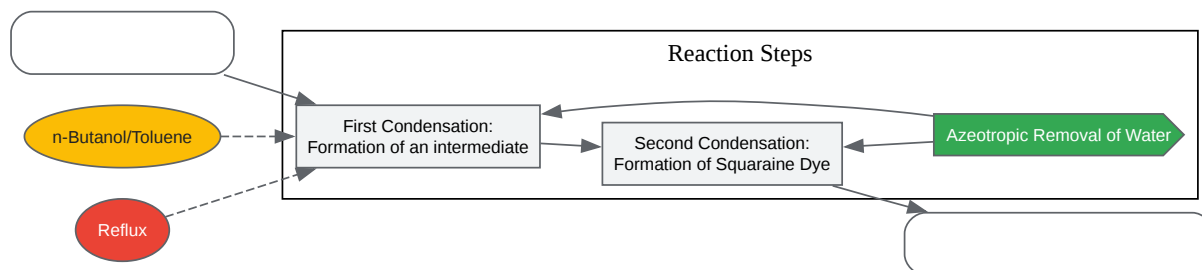 Reaction Steps
n-Butanol/Toluene
First Condensation:
Formation of an intermediate
Second Condensation:
Formation of Squaraine Dye
Azeotropic Removal of Water
Reflux